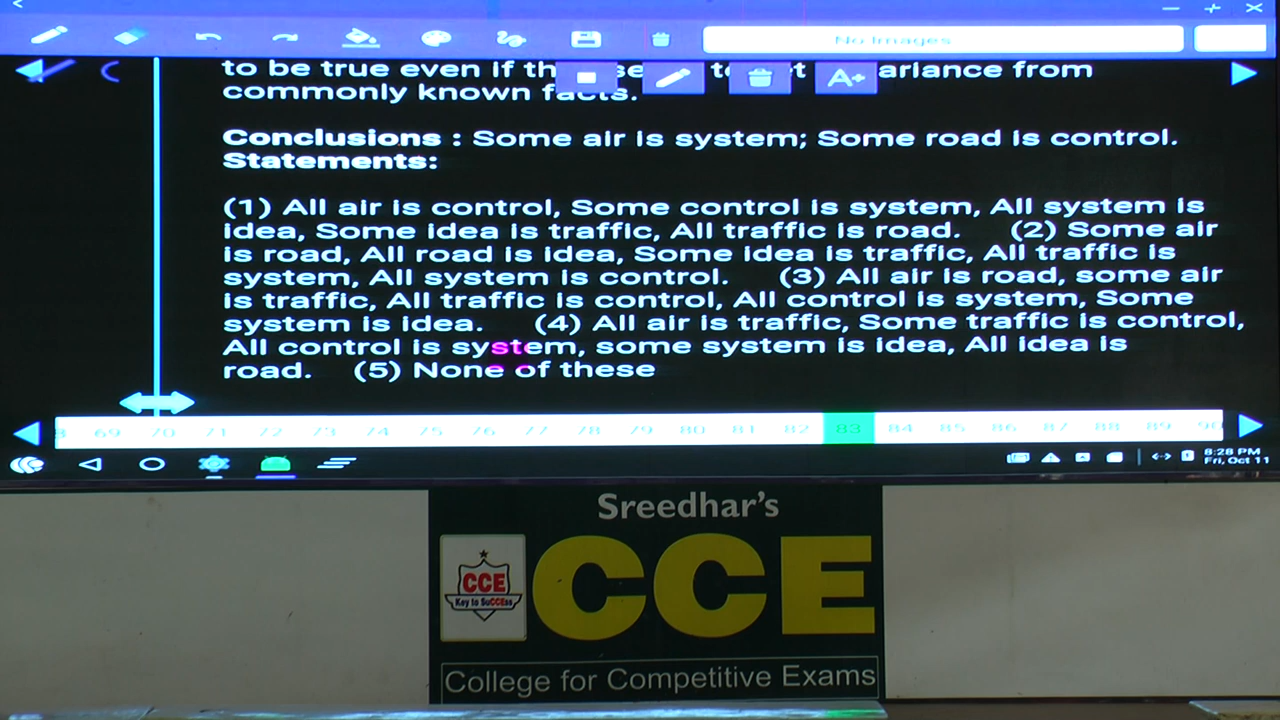 No Images
to be true even if th se t t ariance from
commonly known facts.
A+
Conclusions : Some air is system; Some road is control.
Statements:
(1) All air is control, Some control is system, All system is
idea, Some idea is traffic, All traffic is road. (2) Some air
is road, All road is idea, Some idea is traffic, All traffic is
system, All system is control. (3) All air is road, some air
is traffic, All traffic is control, All control is system, Some
system is idea. (4) All air is traffic, Some traffic is control,
All control is system, some system is idea, All idea is
road. (5) None of these
69 70 71 72 73 74 75 76 77 78 79 80 81 82 83 84 85 86 87 88 89 90
8:28 PM
Fri, Oct 11
Sreedhar's
CCE
CCE
Key to SuCCEss
College for Competitive Exams